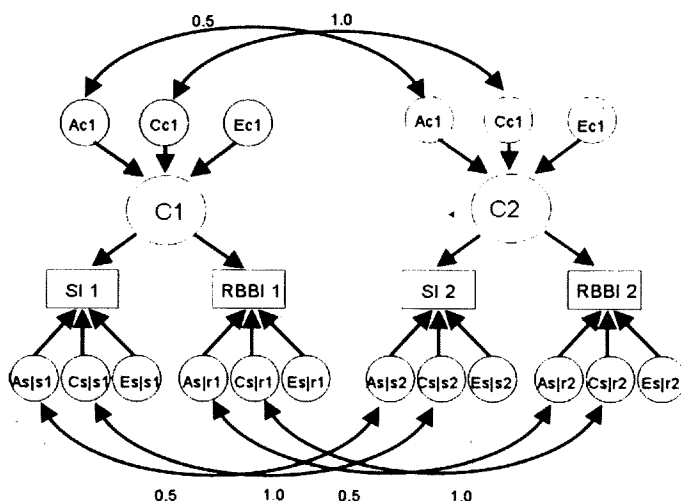 0.5 1.0
Ac1 Cc1 Ec1 Ac1 Cc1 Ec1
C1 C2
SI 1 RBBI 1 SI 2 RBBI 2
As|s1 Cs|s1 Es|s1 As|r1 Cs|r1 Es|r1 As|s2 Cs|s2 Es|s2 As|r2 Cs|r2 Es|r2
0.5 1.0 0.5 1.0